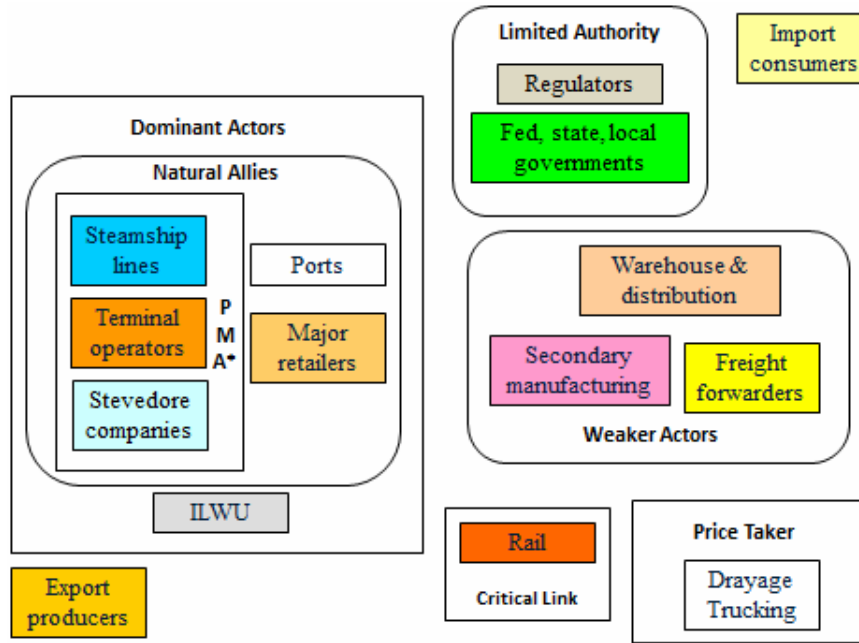 Dominant Actors
Natural Allies
Steamship
lines
Terminal
operators
Stevedore
companies
P
M
A*
Ports
Major
retailers
ILWU
Export
producers
Limited Authority
Regulators
Fed, state, local
governments
Import
consumers
Warehouse &
distribution
Secondary
manufacturing
Freight
forwarders
Weaker Actors
Rail
Critical Link
Price Taker
Drayage
Trucking